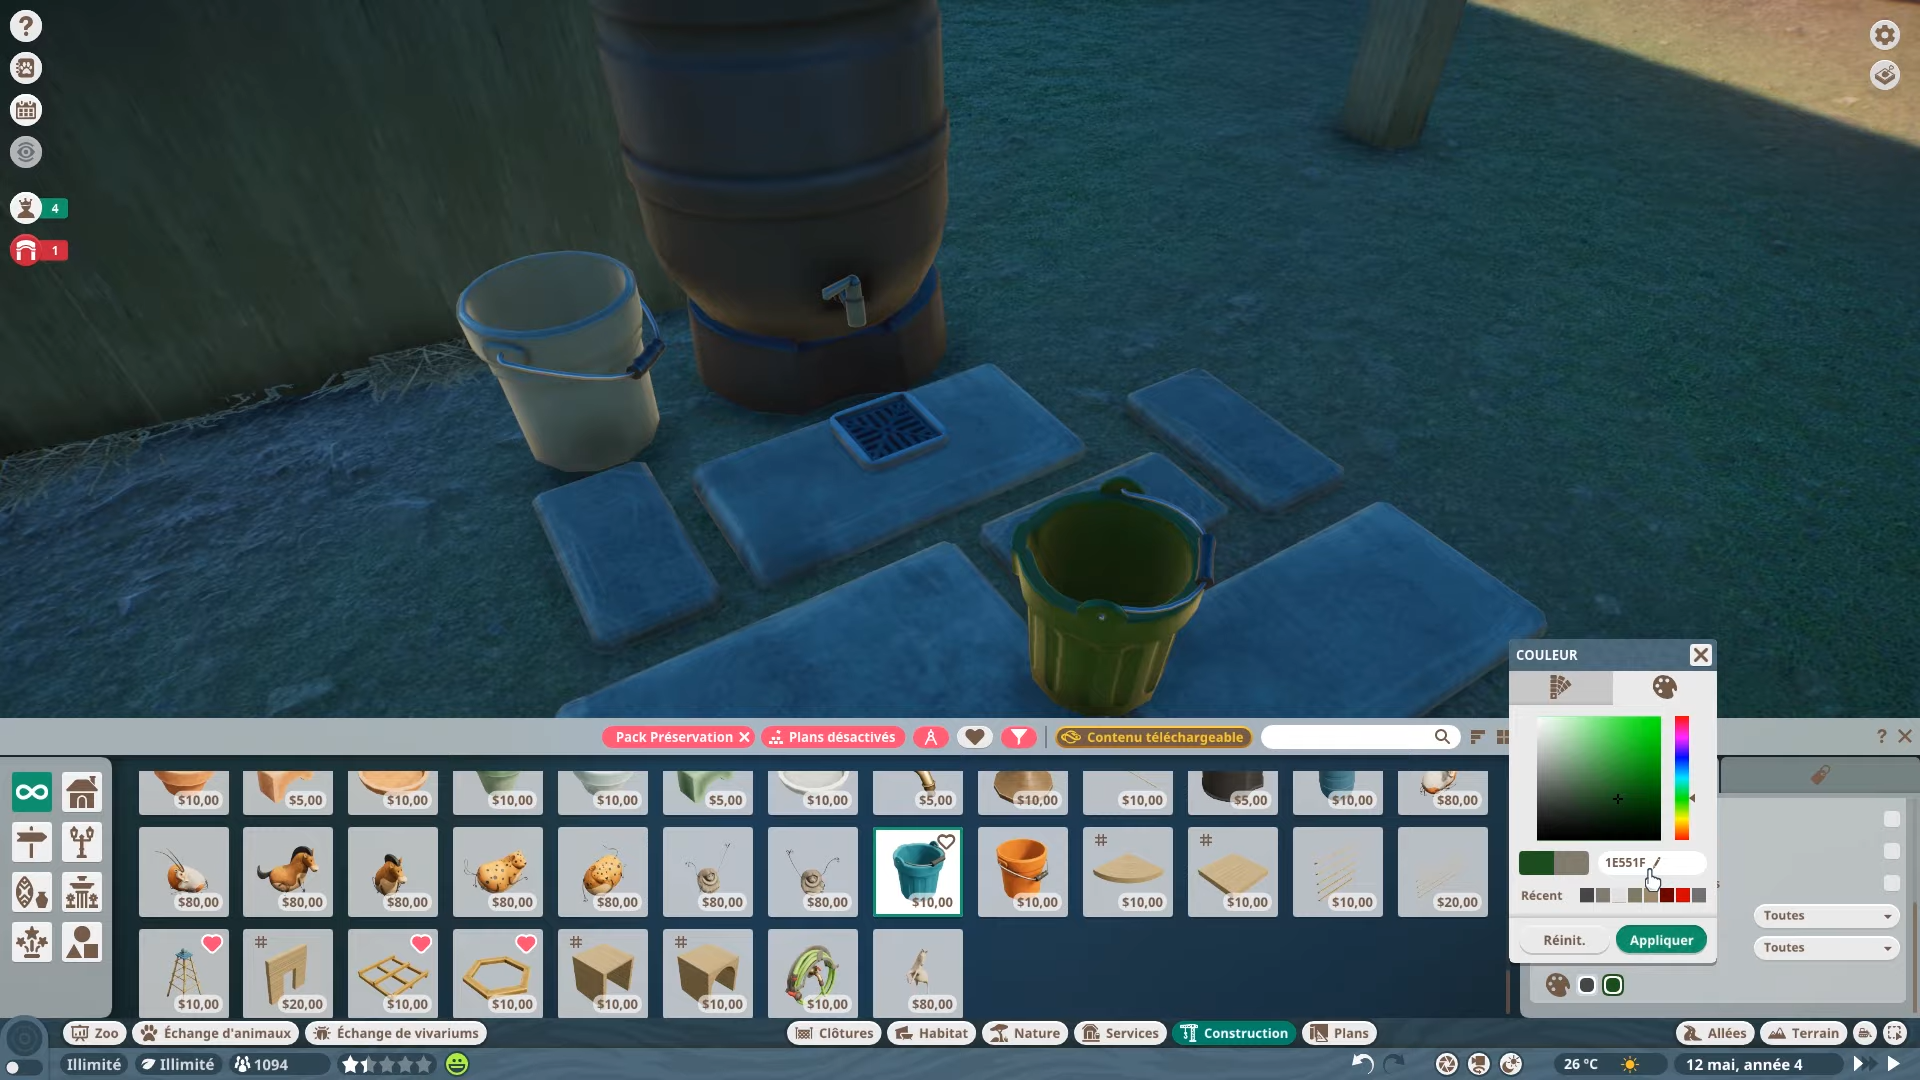 ?
4
1
COULEUR
Pack Préservation
Plans désactivés
Contenu téléchargeable
?
$10,00 $5,00 $10,00 $10,00 $10,00 $5,00 $10,00 $5,00 $10,00 $10,00 $5,00 $10,00 $80,00
1E551F
$80,00 $80,00 $80,00 $80,00 $80,00 $80,00 $80,00 $10,00 $10,00 # $10,00 # $10,00 $10,00 $20,00
Récent
Toutes
Réinit. Appliquer
Toutes
$10,00 # $20,00 $10,00 $10,00 # $10,00 # $10,00 $10,00 $80,00
Zoo Échange d'animaux Échange de vivariums Clôtures Habitat Nature Services Construction Plans Allées Terrain
Illimité Illimité 1094 26 °C 12 mai, année 4